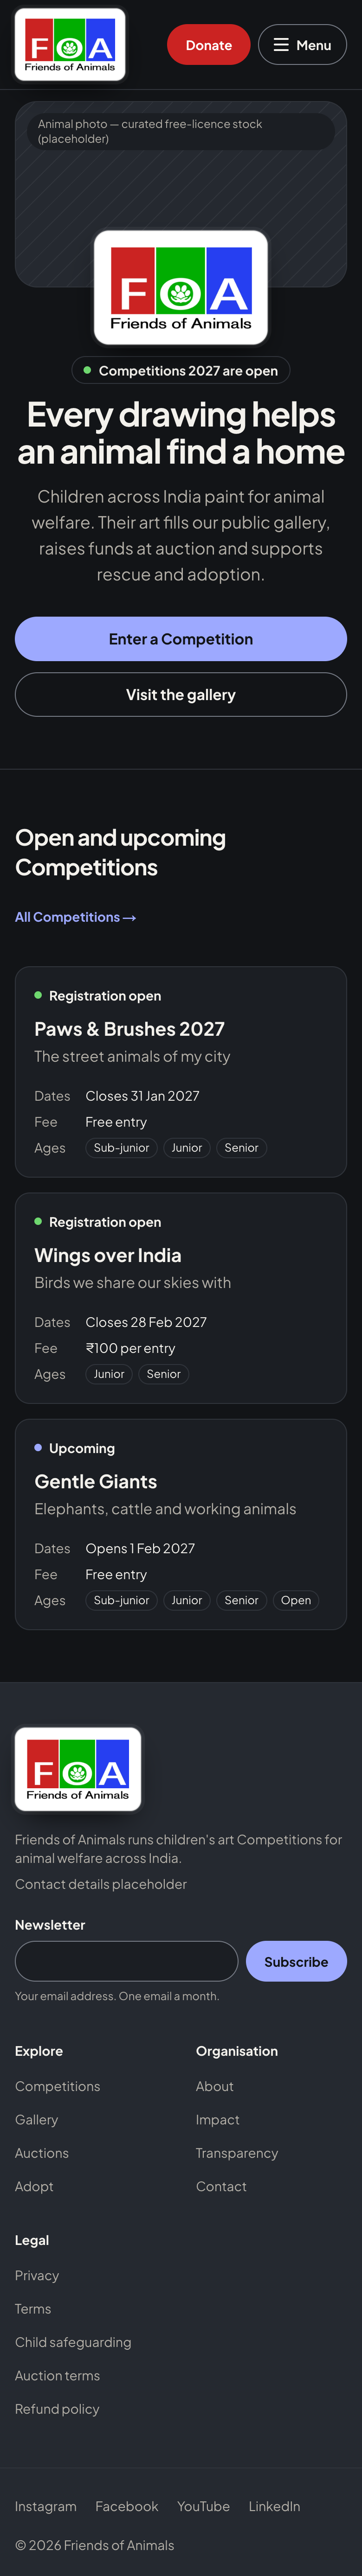 FOA
Friends of Animals
Donate
Menu
Animal photo — curated free-licence stock
(placeholder)
FOA
Friends of Animals
Competitions 2027 are open
Every drawing helps
an animal find a home
Children across India paint for animal
welfare. Their art fills our public gallery,
raises funds at auction and supports
rescue and adoption.
Enter a Competition
Visit the gallery
Open and upcoming
Competitions
All Competitions →
Registration open
Paws & Brushes 2027
The street animals of my city
Dates Closes 31 Jan 2027
Fee Free entry
Ages Sub-junior Junior Senior
Registration open
Wings over India
Birds we share our skies with
Dates Closes 28 Feb 2027
Fee ₹100 per entry
Ages Junior Senior
Upcoming
Gentle Giants
Elephants, cattle and working animals
Dates Opens 1 Feb 2027
Fee Free entry
Ages Sub-junior Junior Senior Open
FOA
Friends of Animals
Friends of Animals runs children's art Competitions for
animal welfare across India.
Contact details placeholder
Newsletter
Subscribe
Your email address. One email a month.
Explore
Competitions
Gallery
Auctions
Adopt
Organisation
About
Impact
Transparency
Contact
Legal
Privacy
Terms
Child safeguarding
Auction terms
Refund policy
Instagram Facebook YouTube LinkedIn
© 2026 Friends of Animals